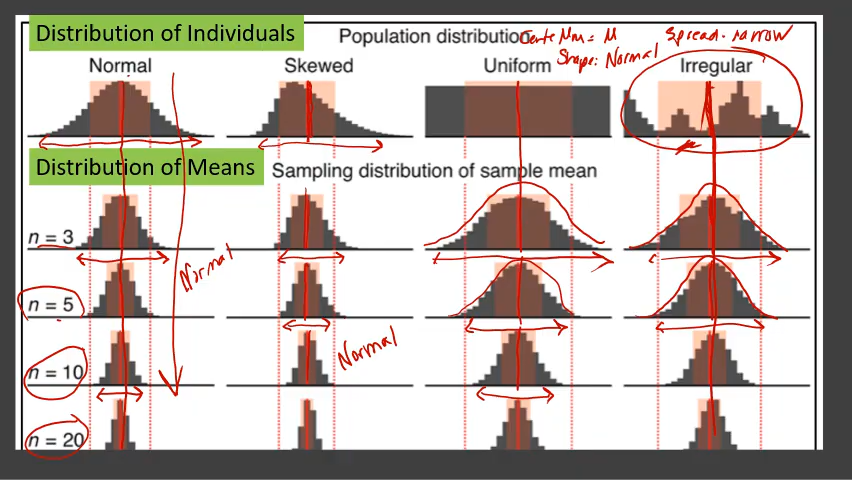 Distribution of Individuals
Population distribution
Center Mm = M
Shape: Normal
Spread - narrow
Normal Skewed Uniform Irregular
Distribution of Means
Sampling distribution of sample mean
n = 3
Normal
n = 5
Normal
n = 10
n = 20